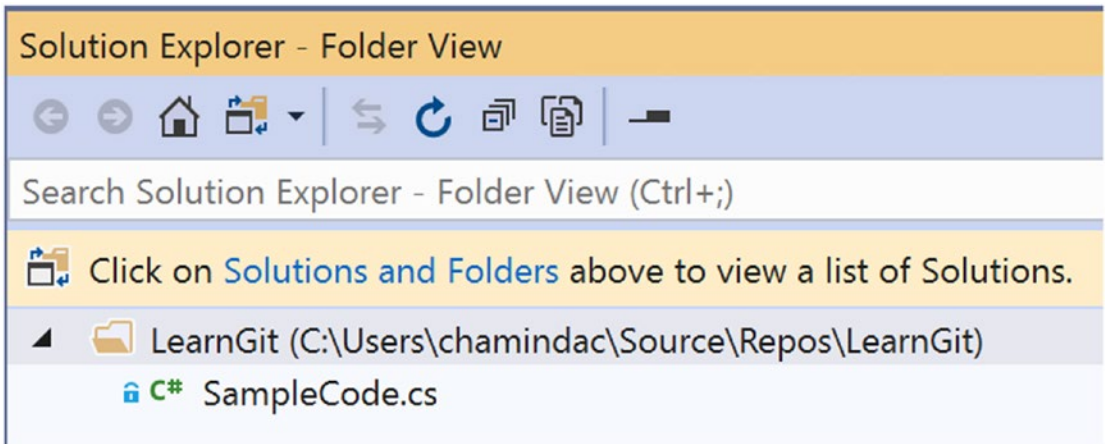 Solution Explorer - Folder View
Search Solution Explorer - Folder View (Ctrl+;)
Click on Solutions and Folders above to view a list of Solutions.
LearnGit (C:\Users\chamindac\Source\Repos\LearnGit)
C# SampleCode.cs